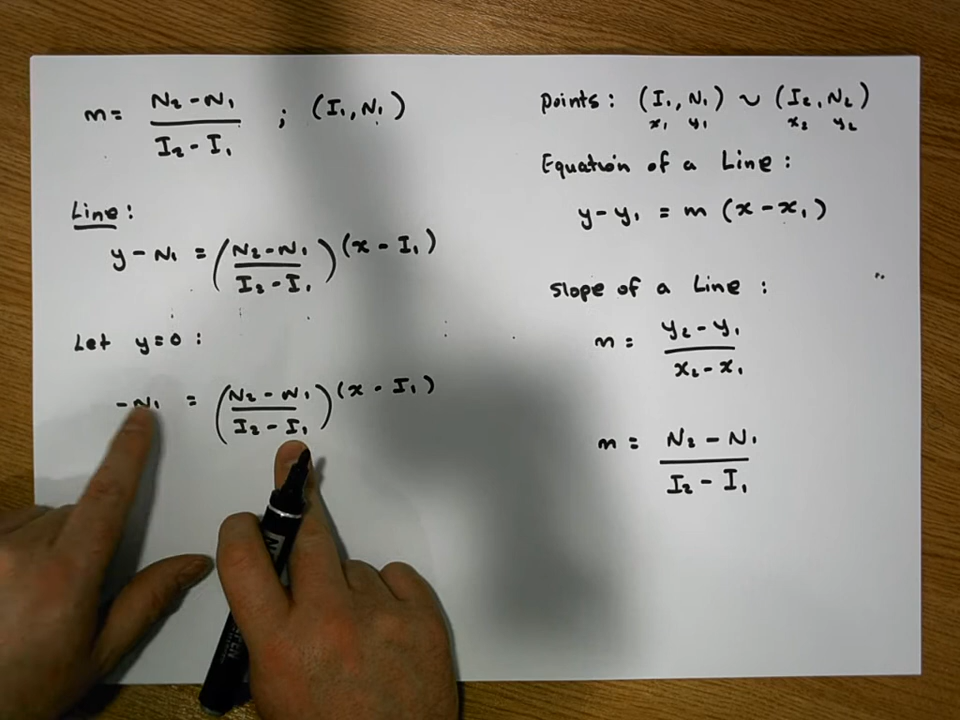 m = N₂ - N₁ / I₂ - I₁ ; (I₁, N₁)
Line:
y - N₁ = (N₂ - N₁ / I₂ - I₁)(x - I₁)
Let y=0:
-N₁ = (N₂ - N₁ / I₂ - I₁)(x - I₁)
points: (I₁, N₁) ~ (I₂, N₂)
x₁ y₁ x₂ y₂
Equation of a Line:
y - y₁ = m (x - x₁)
Slope of a Line:
m = y₂ - y₁ / x₂ - x₁
m = N₂ - N₁ / I₂ - I₁